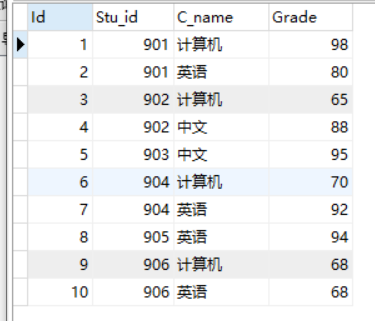 Id Stu_id C_name Grade
1 901 计算机 98
2 901 英语 80
3 902 计算机 65
4 902 中文 88
5 903 中文 95
6 904 计算机 70
7 904 英语 92
8 905 英语 94
9 906 计算机 68
10 906 英语 68